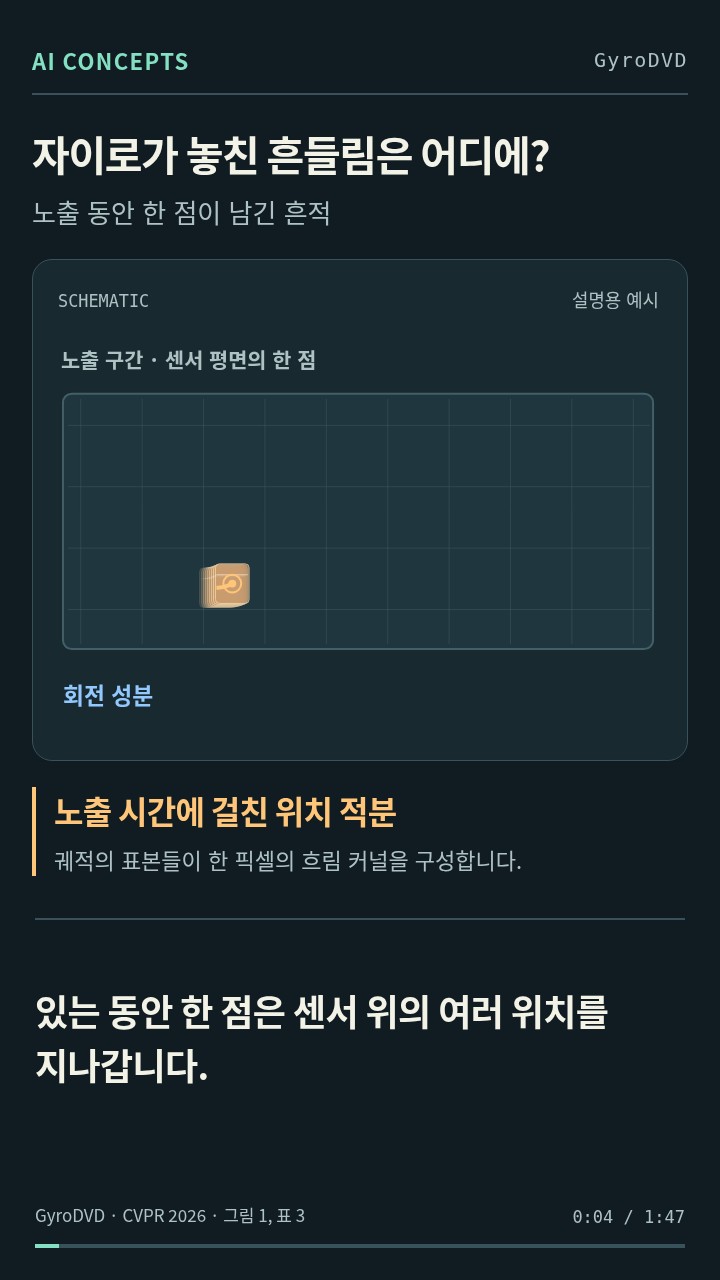 AI CONCEPTS
GyroDVD
자이로가 놓친 흔들림은 어디에?
노출 동안 한 점이 남긴 흔적
SCHEMATIC
설명용 예시
노출 구간 · 센서 평면의 한 점
회전 성분
노출 시간에 걸친 위치 적분
궤적의 표본들이 한 픽셀의 흐림 커널을 구성합니다.
있는 동안 한 점은 센서 위의 여러 위치를
지나갑니다.
GyroDVD · CVPR 2026 · 그림 1, 표 3
0:04 / 1:47